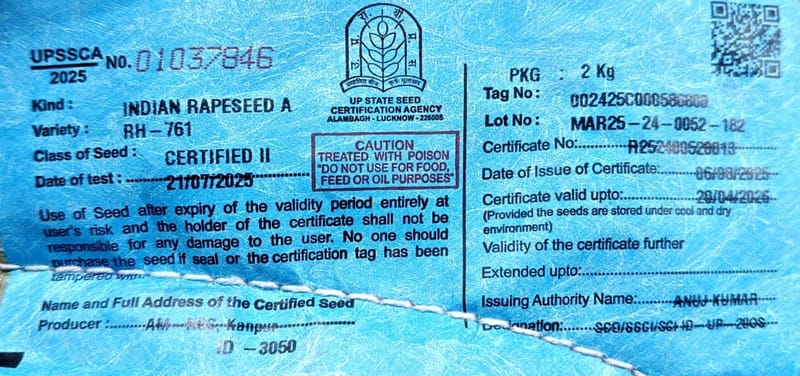 UPSSCA
2025
NO. 01037846
Kind : INDIAN RAPESEED A
Variety : RH-761
Class of Seed : CERTIFIED II
Date of test : 21/07/2025
UP STATE SEED
CERTIFICATION AGENCY
ALAMBAGH - LUCKNOW - 226005
CAUTION
TREATED WITH POISON
"DO NOT USE FOR FOOD,
FEED OR OIL PURPOSES"
Use of Seed after expiry of the validity period entirely at
user's risk and the holder of the certificate shall not be
responsible for any damage to the user. No one should
purchase the seed if seal or the certification tag has been
tampered with.
Name and Full Address of the Certified Seed
Producer : AM Kanpur
ID -3050
PKG : 2 Kg
Tag No :
Lot No : MAR25-24-0052-182
Certificate No:
Date of Issue of Certificate:
Certificate valid upto: 20/04/2026
(Provided the seeds are stored under cool and dry
environment)
Validity of the certificate further
Extended upto:
Issuing Authority Name: ANUJ KUMAR
Designation: